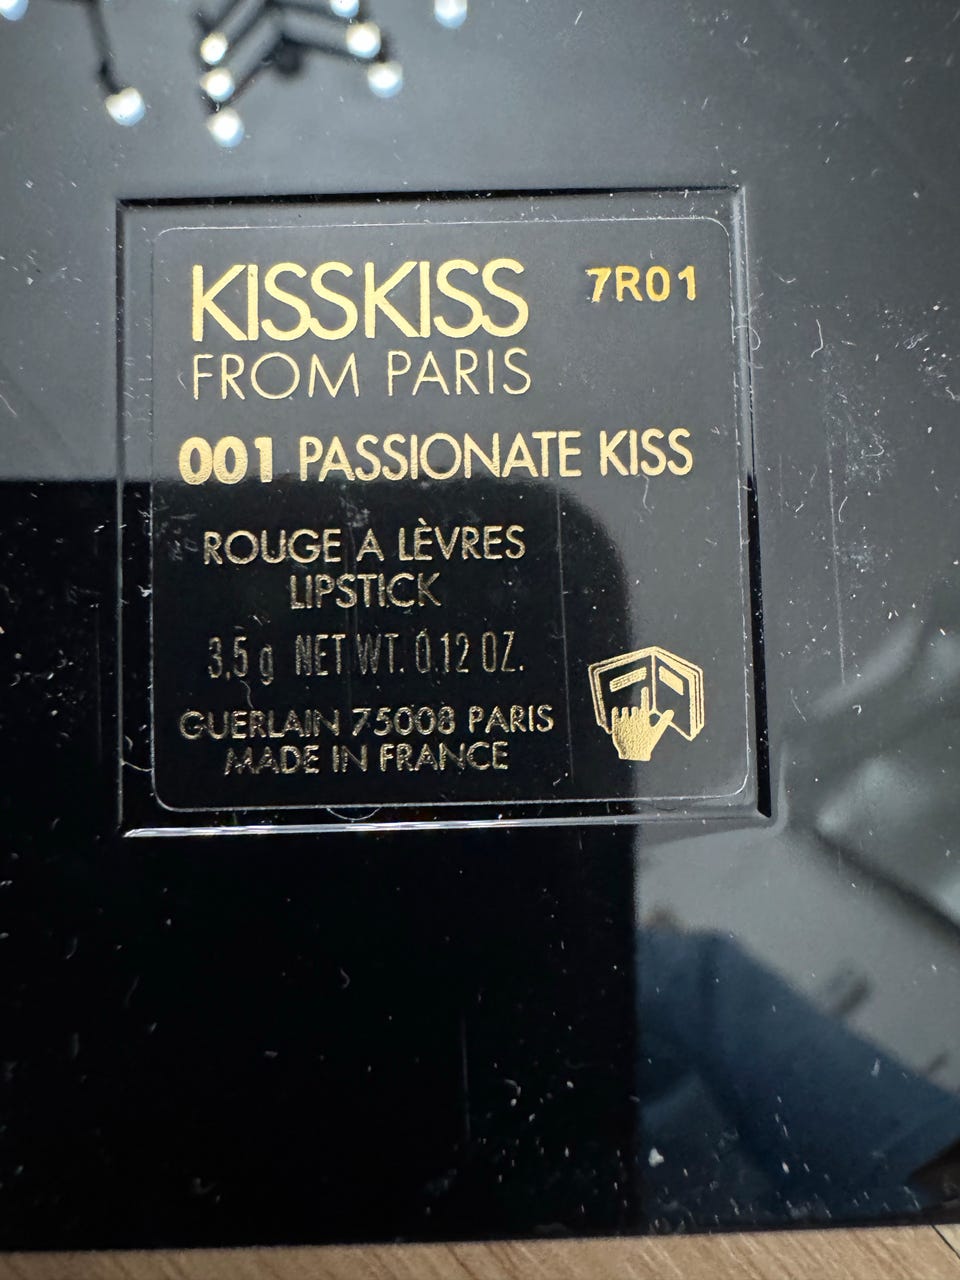 KISSKISS 7R01
FROM PARIS
001 PASSIONATE KISS
ROUGE A LÈVRES
LIPSTICK
3,5 g NET WT. 0.12 OZ.
GUERLAIN 75008 PARIS
MADE IN FRANCE